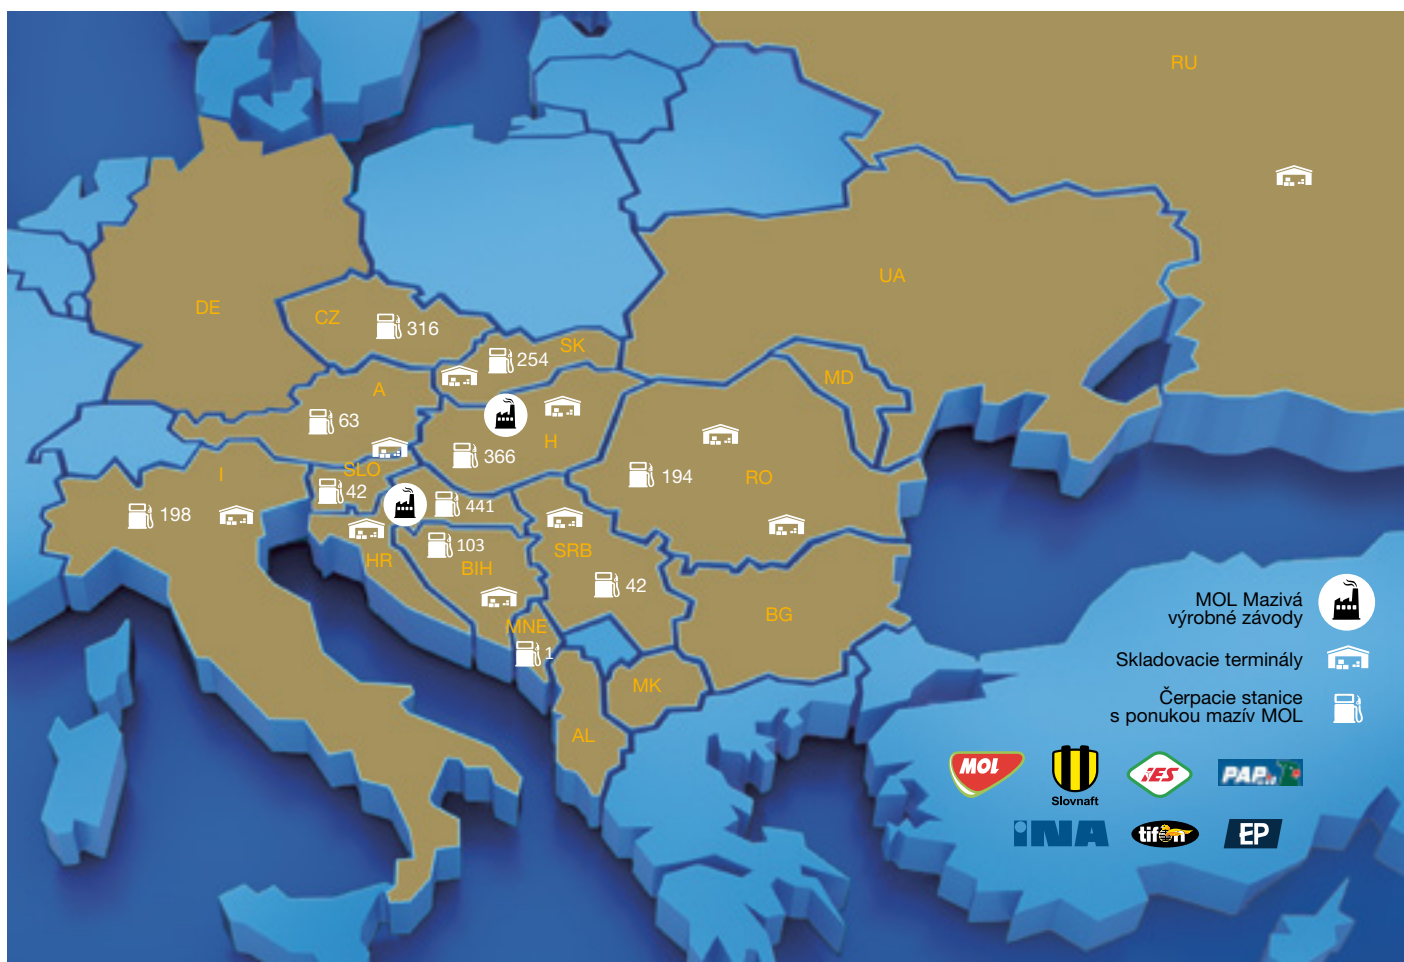 RU
UA
DE
CZ
316
SK
254
MD
A
63
H
366
I
SLO
42
194
RO
198
441
HR
103
BIH
SRB
42
MNE
1
BG
MK
AL
MOL Mazivá
výrobné závody
Skladovacie terminály
Čerpacie stanice
s ponukou mazív MOL
MOL
Slovnaft
iES
PAP
INA
tifon
EP